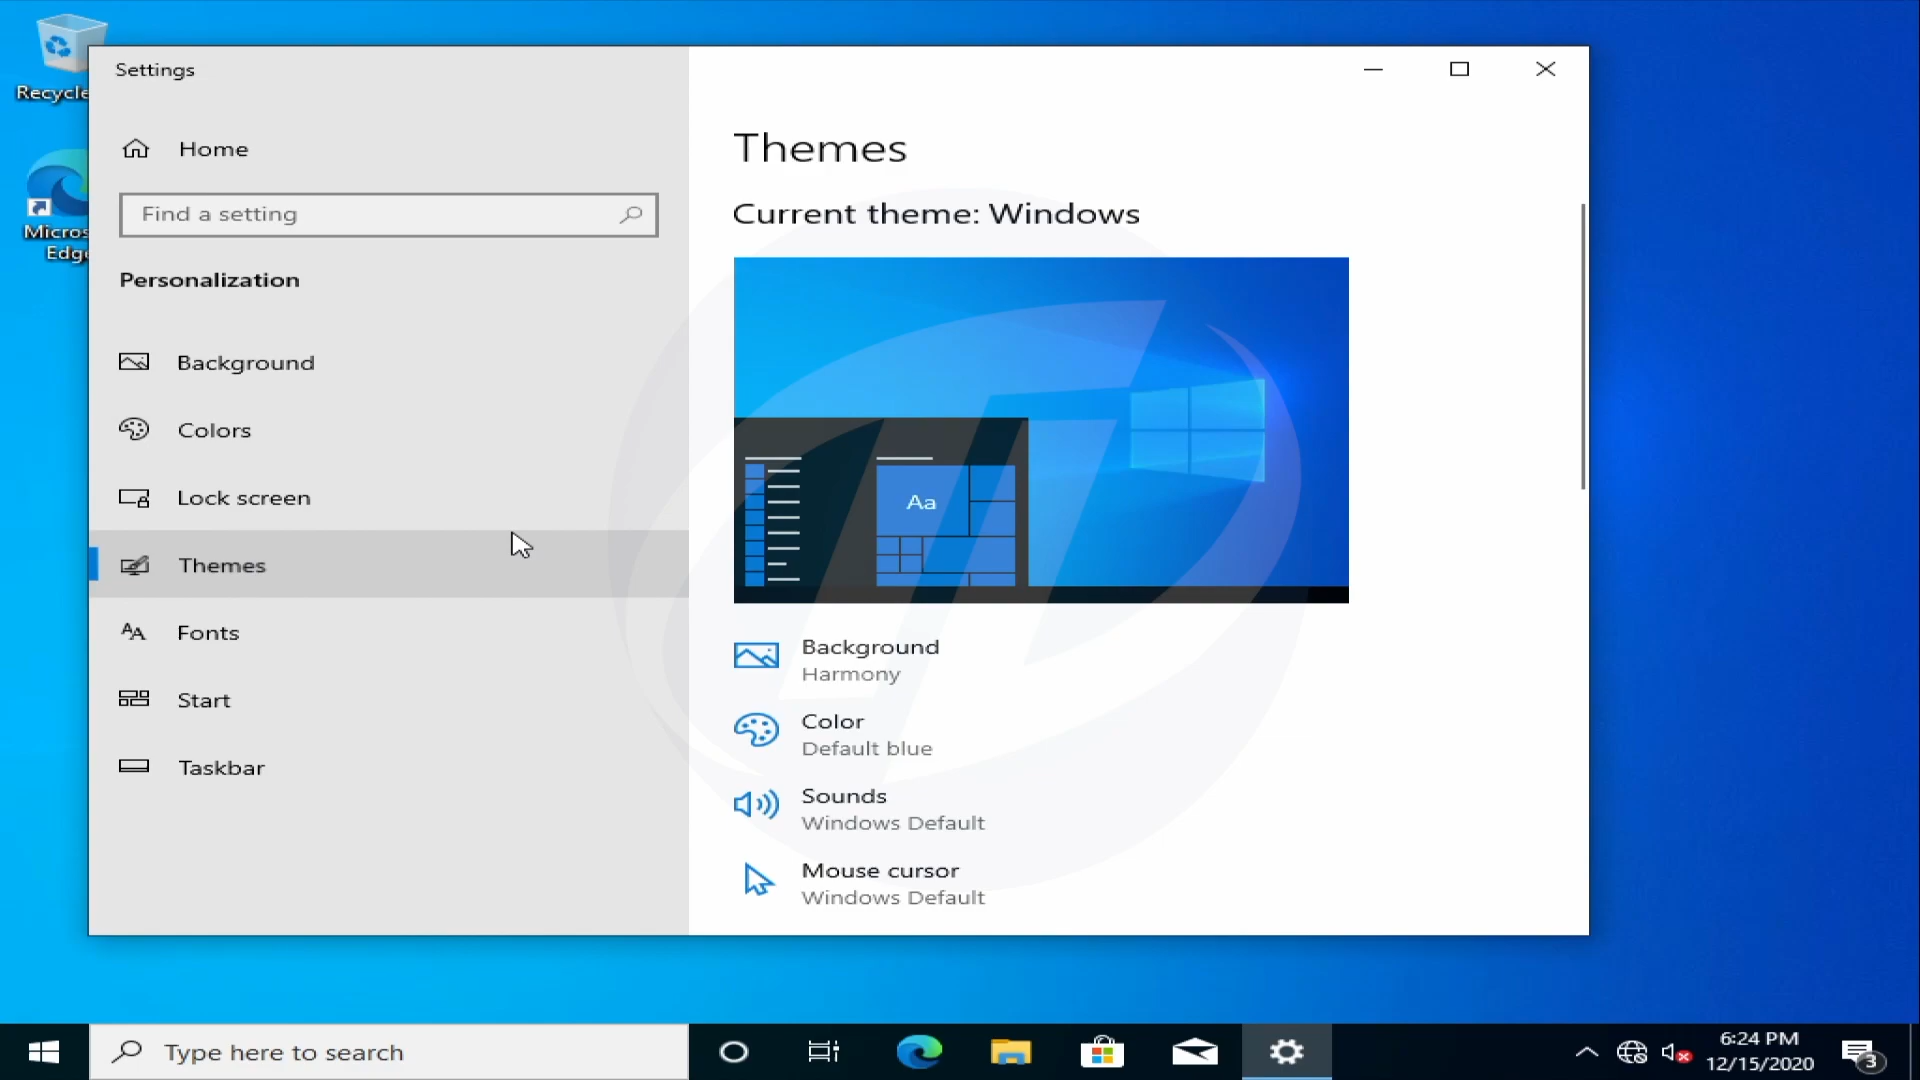 Recycle
Micros
Edge
Settings
Home
Find a setting
Personalization
Background
Colors
Lock screen
Themes
Fonts
Start
Taskbar
Themes
Current theme: Windows
Aa
Background
Harmony
Color
Default blue
Sounds
Windows Default
Mouse cursor
Windows Default
Type here to search
6:24 PM
12/15/2020
3